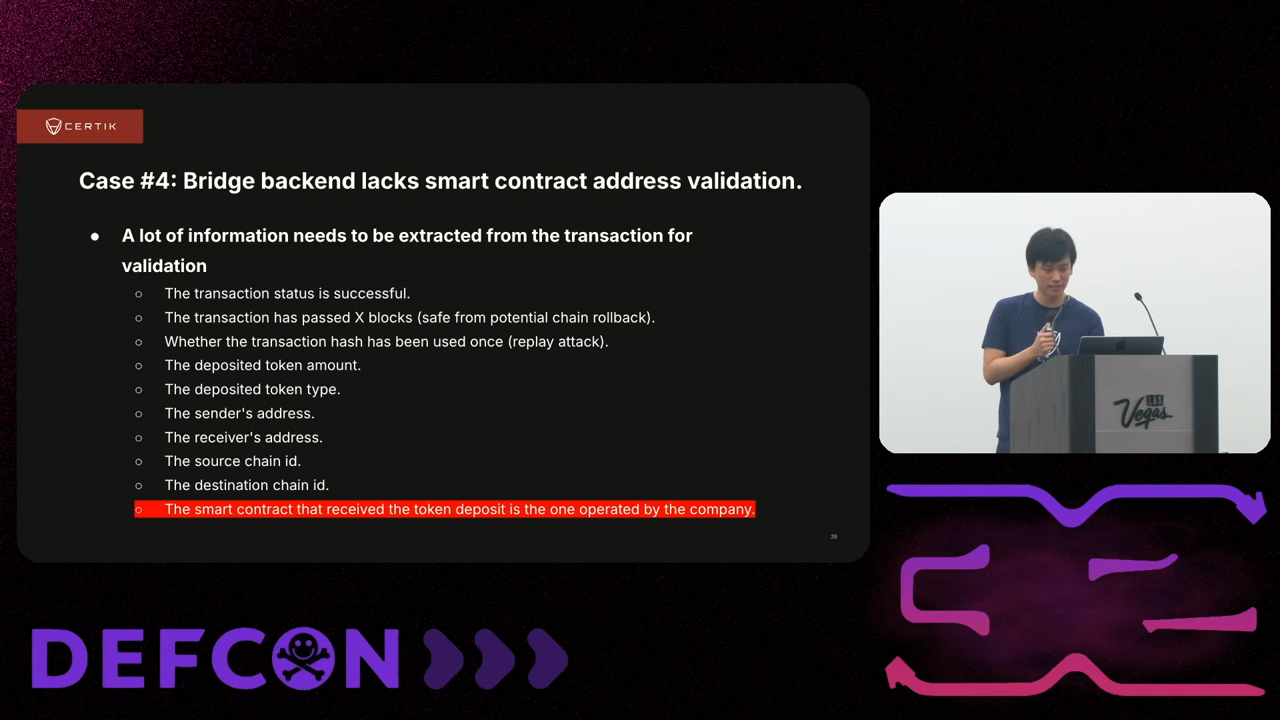 CERTIK
Case #4: Bridge backend lacks smart contract address validation.
● A lot of information needs to be extracted from the transaction for
validation
○ The transaction status is successful.
○ The transaction has passed X blocks (safe from potential chain rollback).
○ Whether the transaction hash has been used once (replay attack).
○ The deposited token amount.
○ The deposited token type.
○ The sender's address.
○ The receiver's address.
○ The source chain id.
○ The destination chain id.
○ The smart contract that received the token deposit is the one operated by the company.
39
Vegas
DEFCON